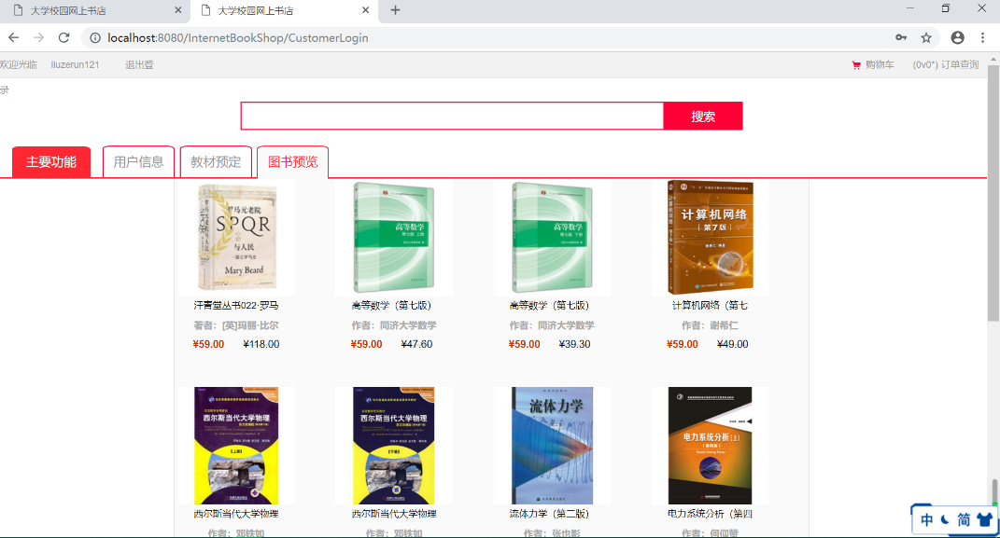 大学校园网上书店
大学校园网上书店
localhost:8080/InternetBookShop/CustomerLogin
欢迎光临 liuzerun121 退出登
购物车 (0v0*) 订单查询
录
搜索
主要功能 用户信息 教材预定 图书预览
罗马元老院
SPQR
与人民
Mary Beard
高等数学
第七版 上册
高等数学
第七版 下册
计算机网络
(第7版)
谢希仁 编著
汗青堂丛书022·罗马 高等数学（第七版） 高等数学（第七版） 计算机网络（第七
著者：[英]玛丽·比尔 作者：同济大学数学 作者：同济大学数学 作者：谢希仁
¥59.00 ¥118.00 ¥59.00 ¥47.60 ¥59.00 ¥39.30 ¥59.00 ¥49.00
西尔斯当代大学物理
【上册】
西尔斯当代大学物理
【下册】
流体力学
电力系统分析(上)
(第四版)
西尔斯当代大学物理 西尔斯当代大学物理 流体力学（第二版） 电力系统分析（第四
作者：邓铁如 作者：邓铁如 作者：张也影 作者：何仰赞
中 简